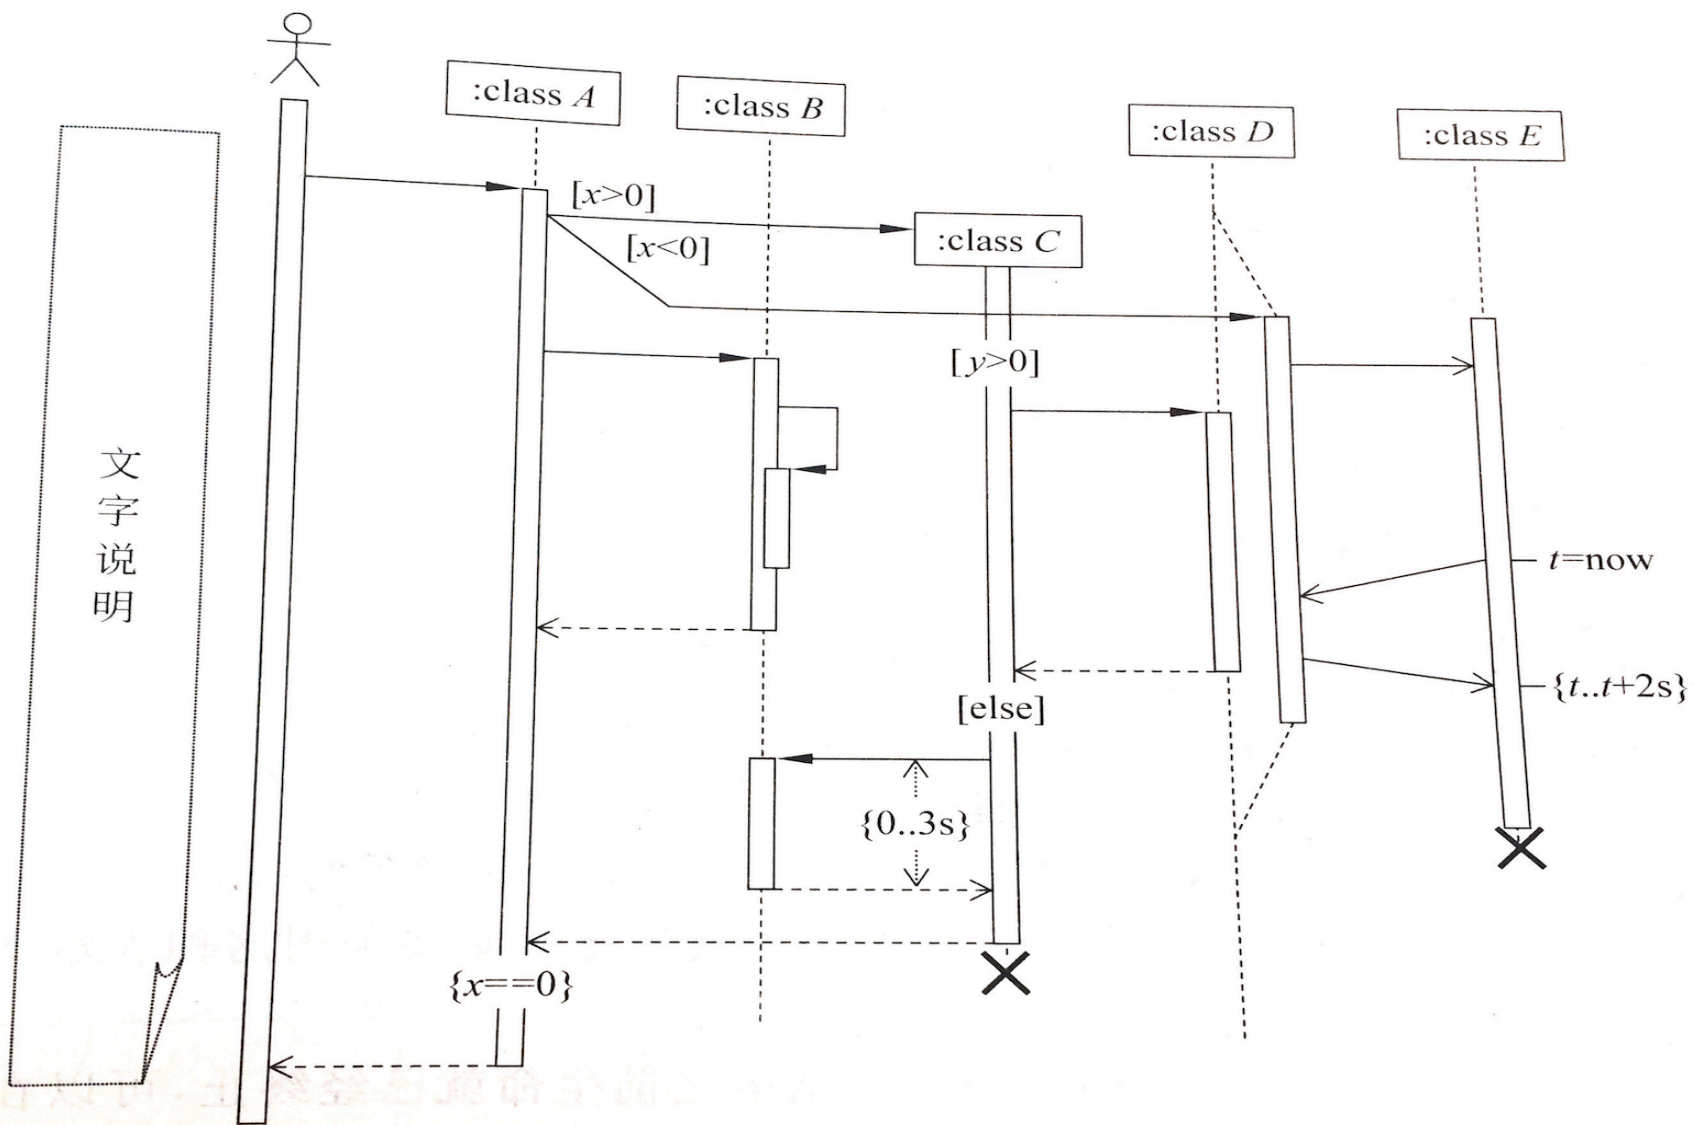 :class A
:class B
:class D
:class E
[x>0]
:class C
[x<0]
[y>0]
文
字
说
明
t=now
{t..t+2s}
[else]
{0..3s}
{x==0}